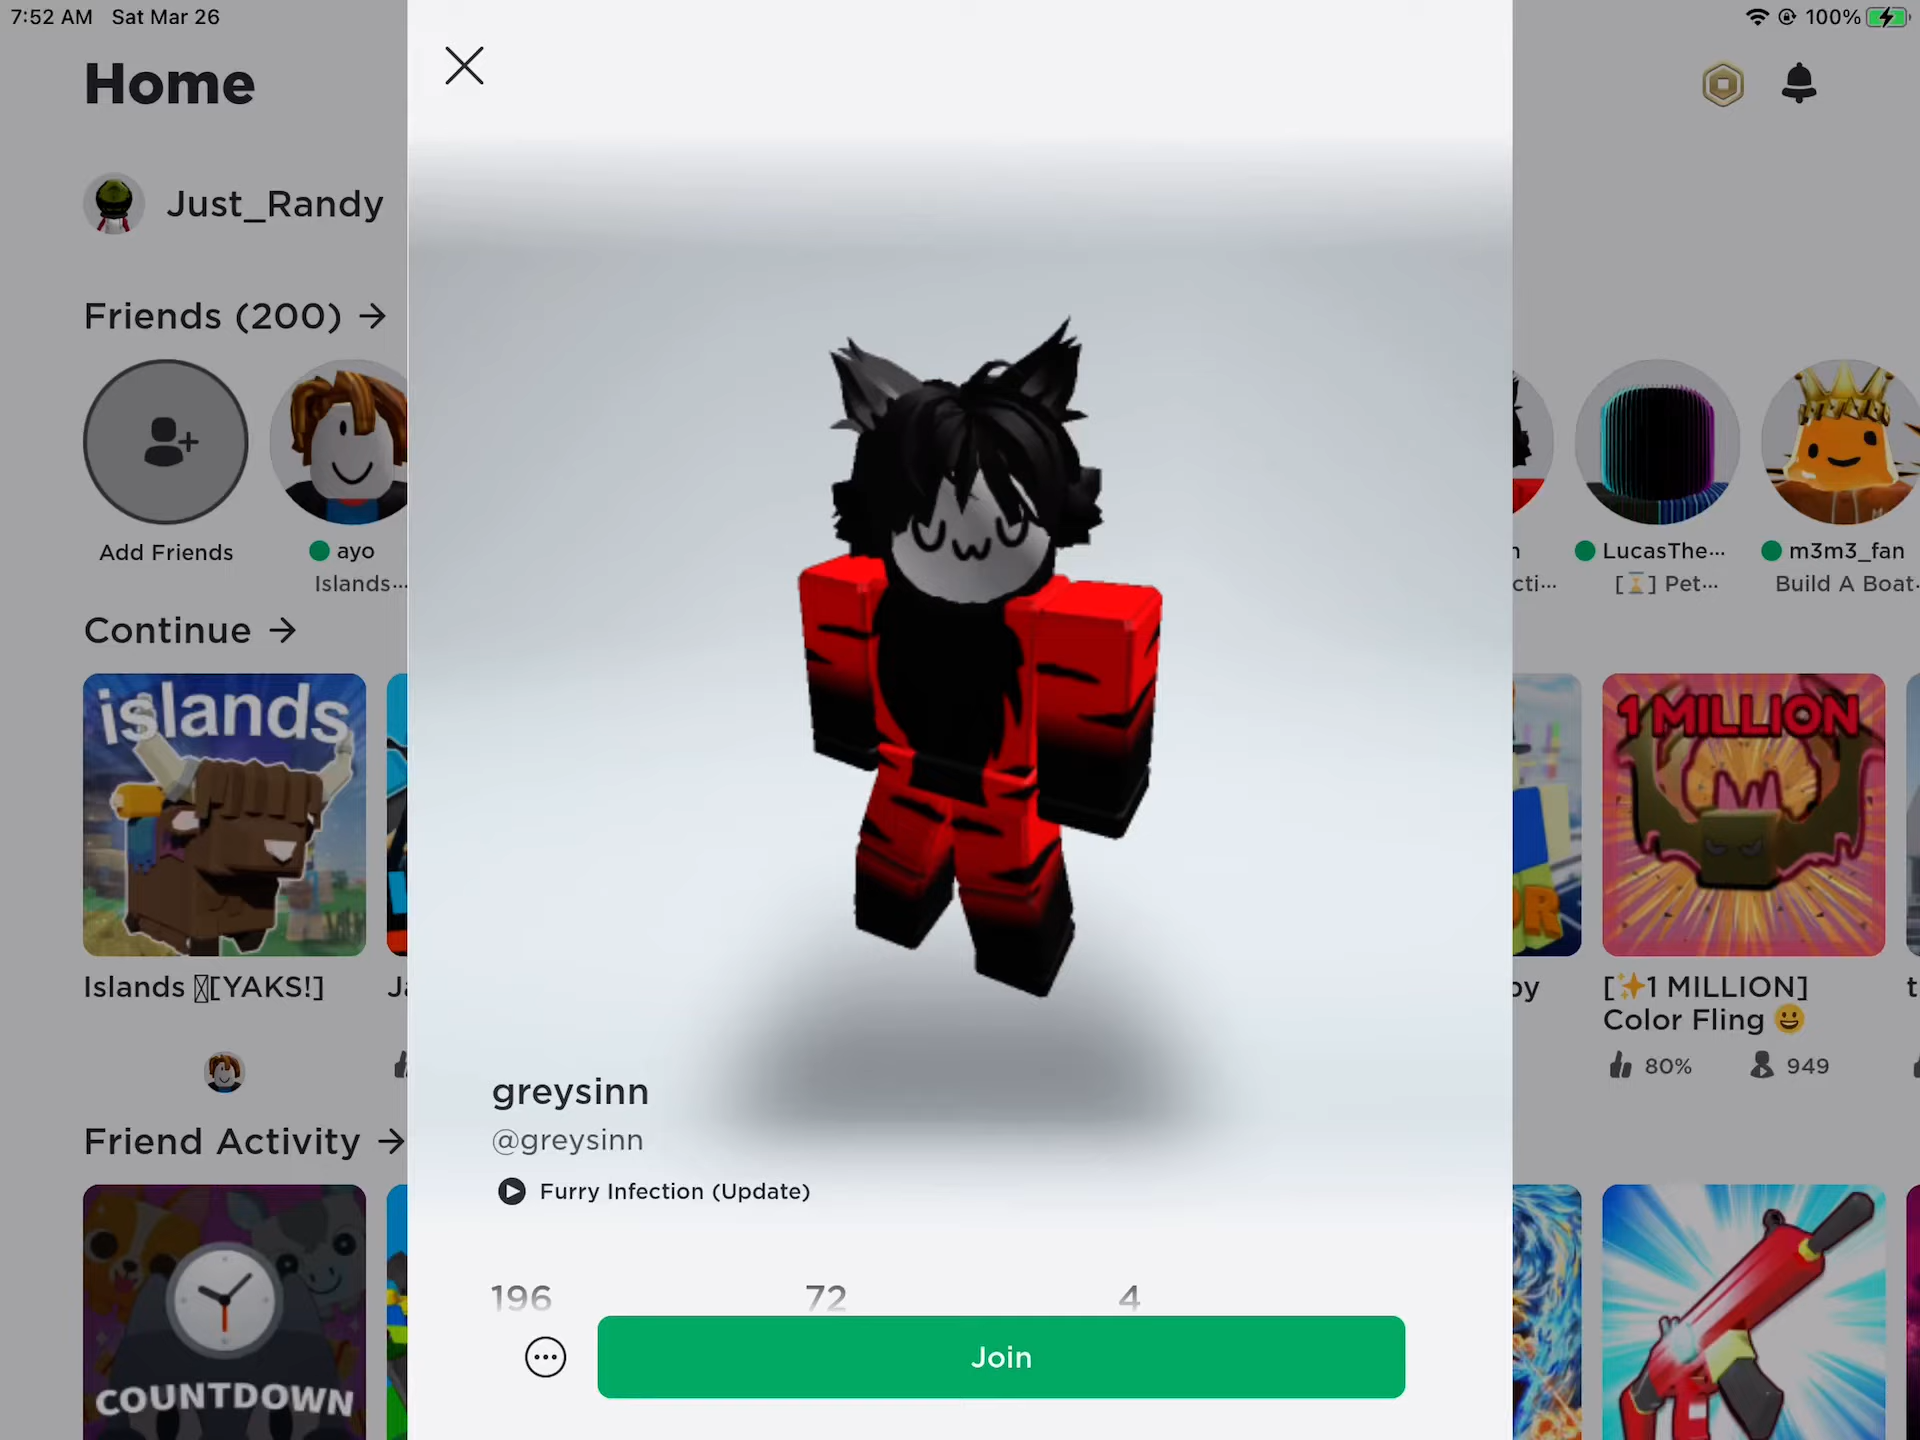 7:52 AM Sat Mar 26
100%
Home
Just_Randy
Friends (200)
Add Friends
ayo
Islands...
LucasThe...
[⏳] Pet...
m3m3_fan
Build A Boat
Continue
islands
1 MILLION
Islands [YAKS!]
[✨1 MILLION]
Color Fling 😀
80% 949
greysinn
@greysinn
Furry Infection (Update)
196 72 4
Join
Friend Activity
COUNTDOWN